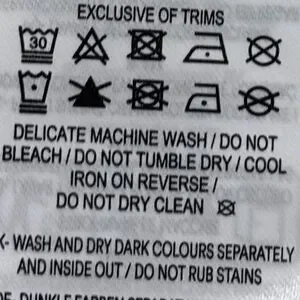 EXCLUSIVE OF TRIMS
30
DELICATE MACHINE WASH / DO NOT
BLEACH / DO NOT TUMBLE DRY / COOL
IRON ON REVERSE /
DO NOT DRY CLEAN
- WASH AND DRY DARK COLOURS SEPARATELY
AND INSIDE OUT / DO NOT RUB STAINS